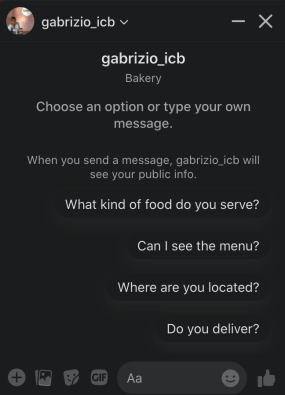 gabrizio_icb
gabrizio_icb
Bakery
Choose an option or type your own
message.
When you send a message, gabrizio_icb will
see your public info.
What kind of food do you serve?
Can I see the menu?
Where are you located?
Do you deliver?
GIF
Aa